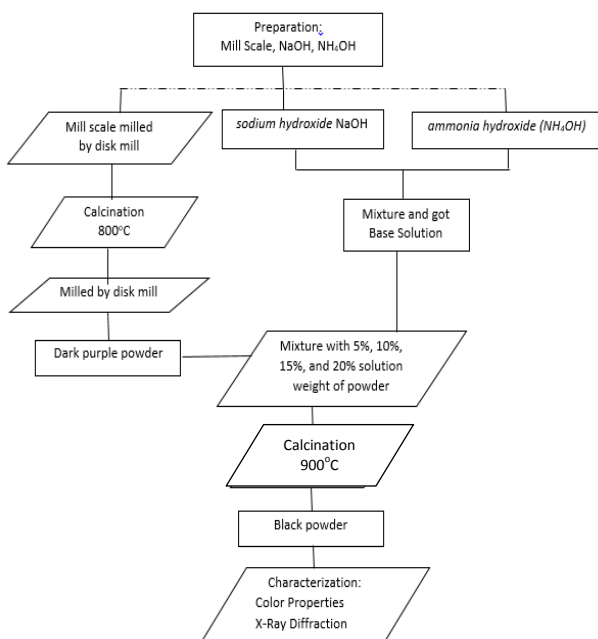 Preparation:
Mill Scale, NaOH, NH₄OH
Mill scale milled
by disk mill
sodium hydroxide NaOH
ammonia hydroxide (NH₄OH)
Calcination
800°C
Mixture and got
Base Solution
Milled by disk mill
Dark purple powder
Mixture with 5%, 10%,
15%, and 20% solution
weight of powder
Calcination
900°C
Black powder
Characterization:
Color Properties
X-Ray Diffraction